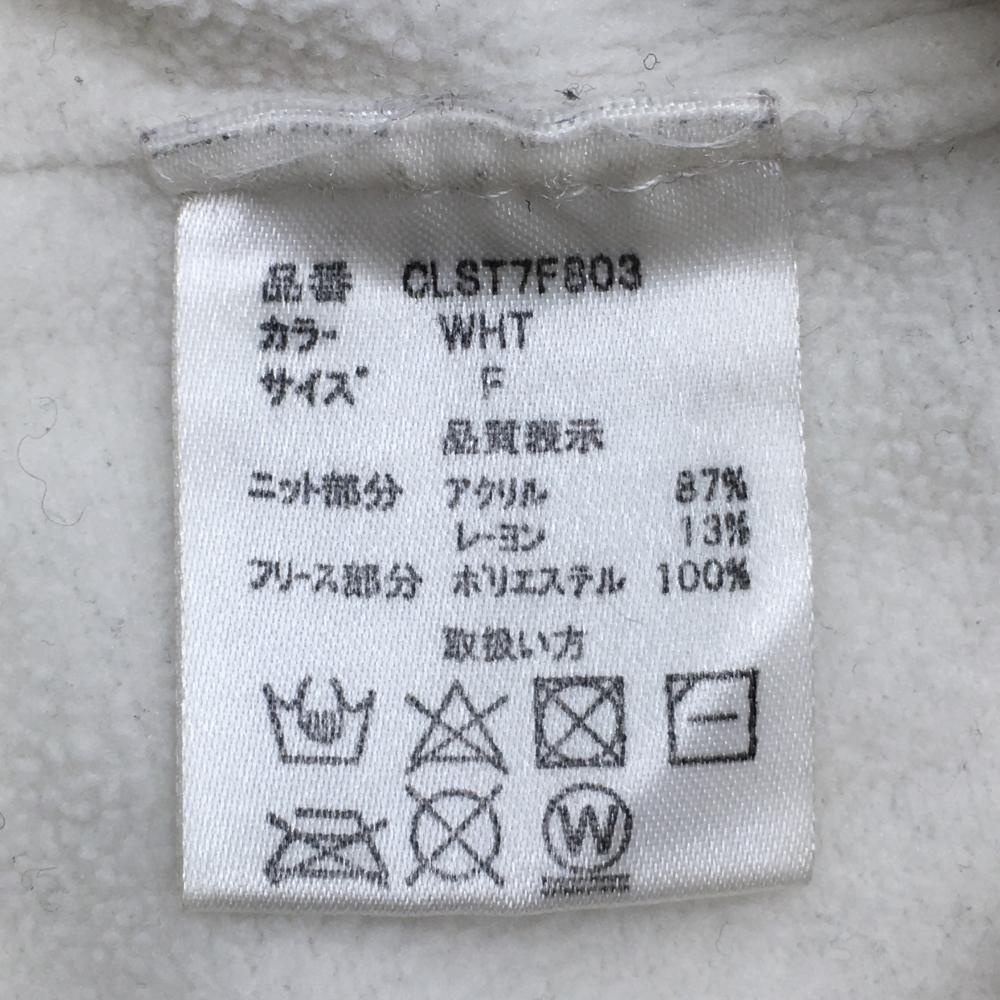 品番 CLST7F803
カラー WHT
サイズ F
品質表示
ニット部分 アクリル 87%
レーヨン 13%
フリース部分 ポリエステル 100%
取扱い方
W